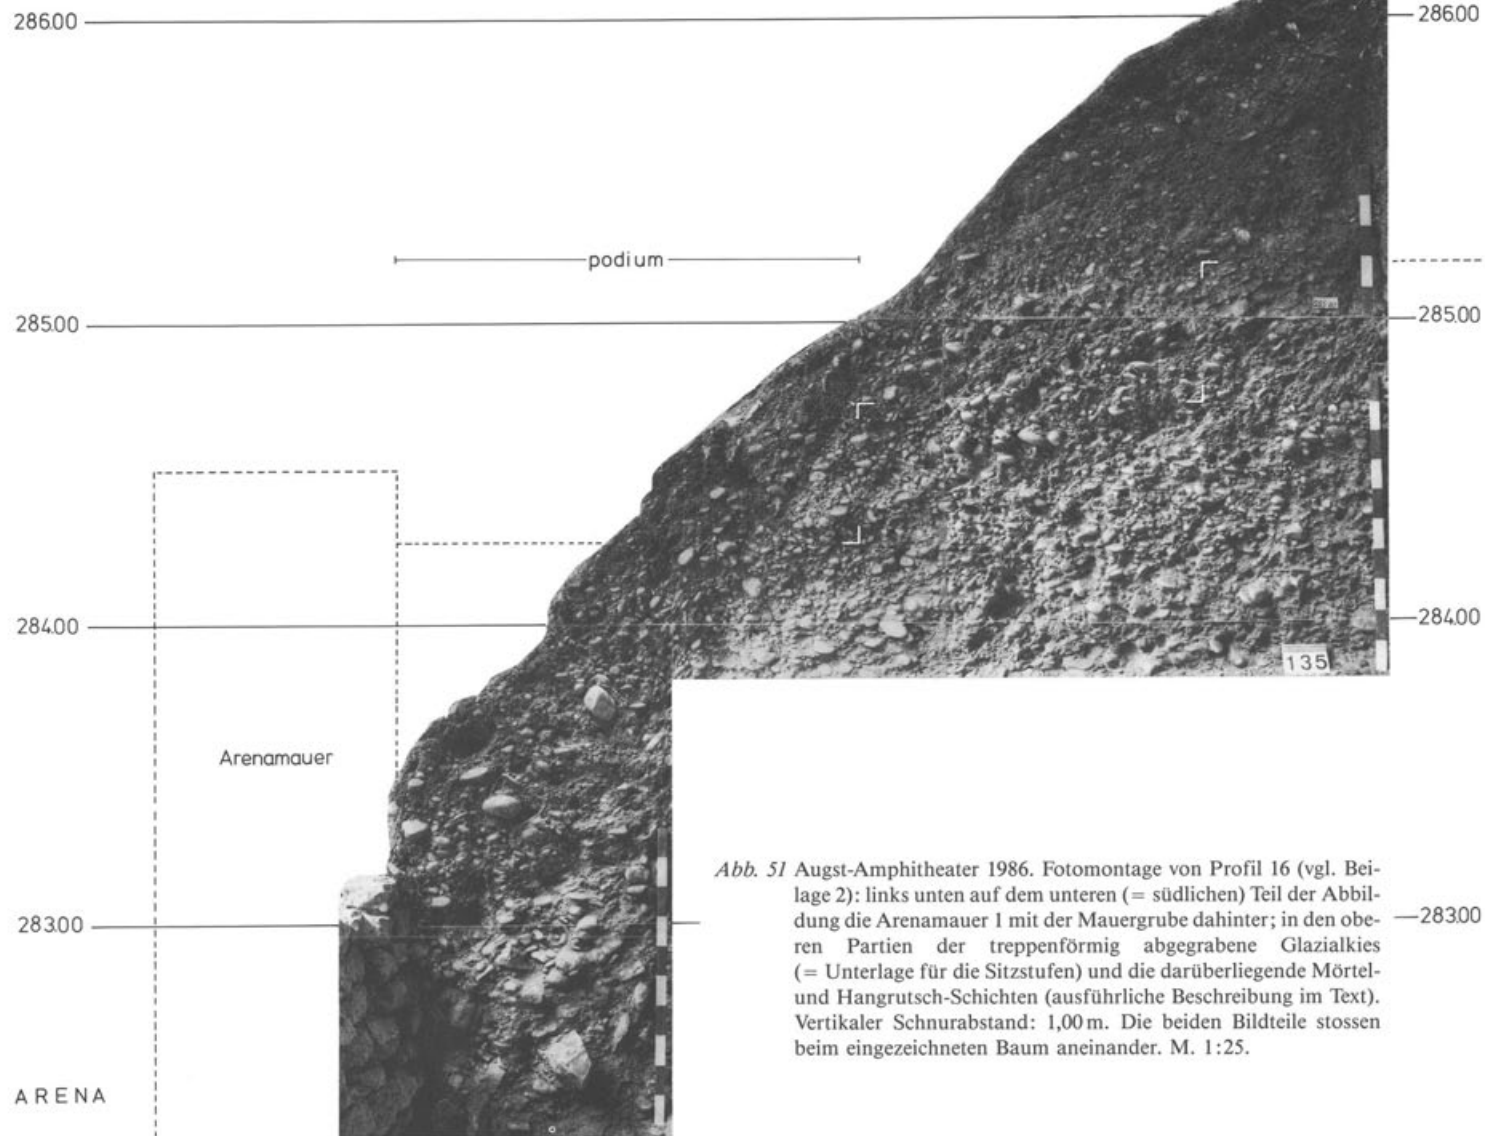 286.00
286.00
podium
285.00
285.00
284.00
284.00
135
Arenamauer
283.00
283.00
Abb. 51 Augst-Amphitheater 1986. Fotomontage von Profil 16 (vgl. Bei-
lage 2): links unten auf dem unteren (= südlichen) Teil der Abbil-
dung die Arenamauer 1 mit der Mauergrube dahinter; in den obe-
ren Partien der treppenförmig abgegrabene Glazialkies
(= Unterlage für die Sitzstufen) und die darüberliegende Mörtel-
und Hangrutsch-Schichten (ausführliche Beschreibung im Text).
Vertikaler Schnurabstand: 1,00 m. Die beiden Bildteile stossen
beim eingezeichneten Baum aneinander. M. 1:25.
ARENA